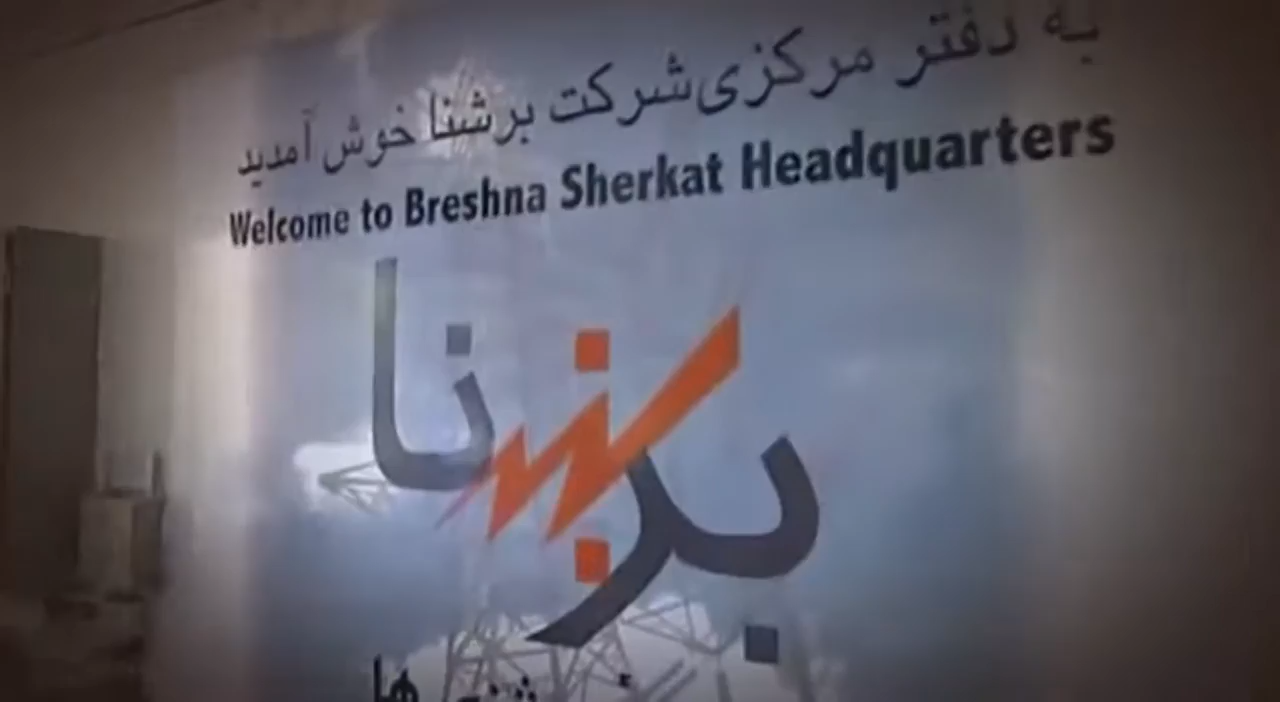 به دفتر مرکزی شرکت برشنا خوش آمدید
Welcome to Breshna Sherkat Headquarters
برشنا